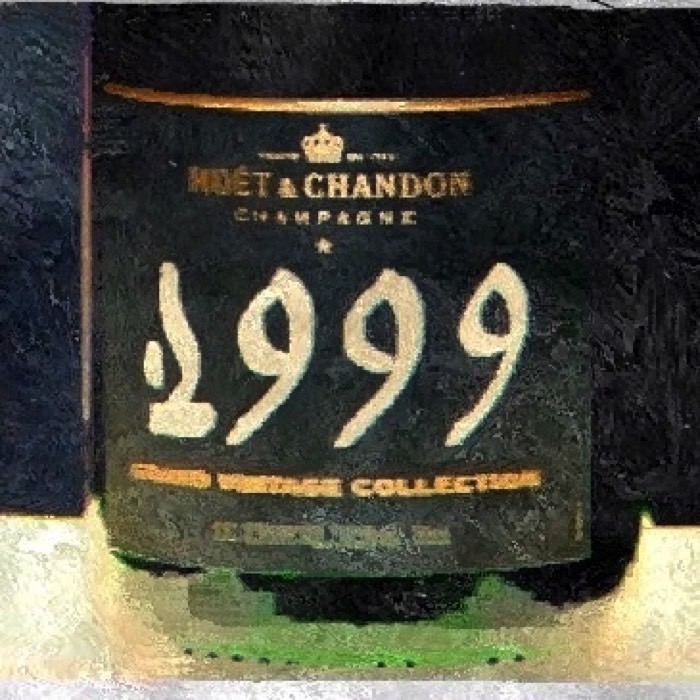 MOËT & CHANDON
CHAMPAGNE
1999
GRAND VINTAGE COLLECTION